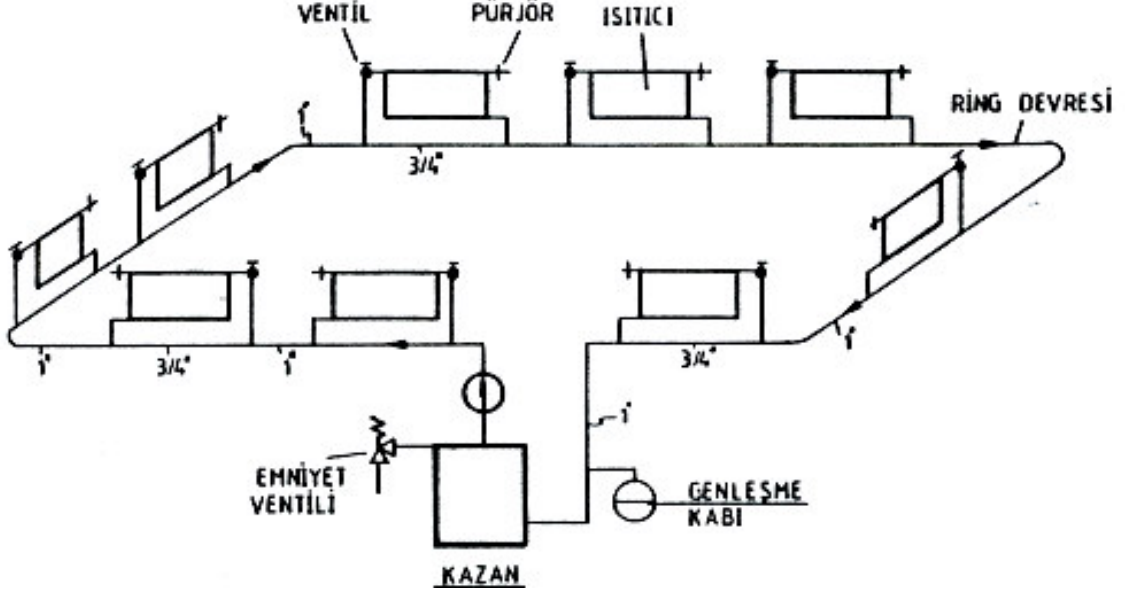 VENTİL
PÜRJÖR
ISITICI
RİNG DEVRESİ
1"
3/4"
1"
1"
3/4"
1"
3/4"
1"
EMNİYET
VENTİLİ
GENLEŞME
KABI
KAZAN